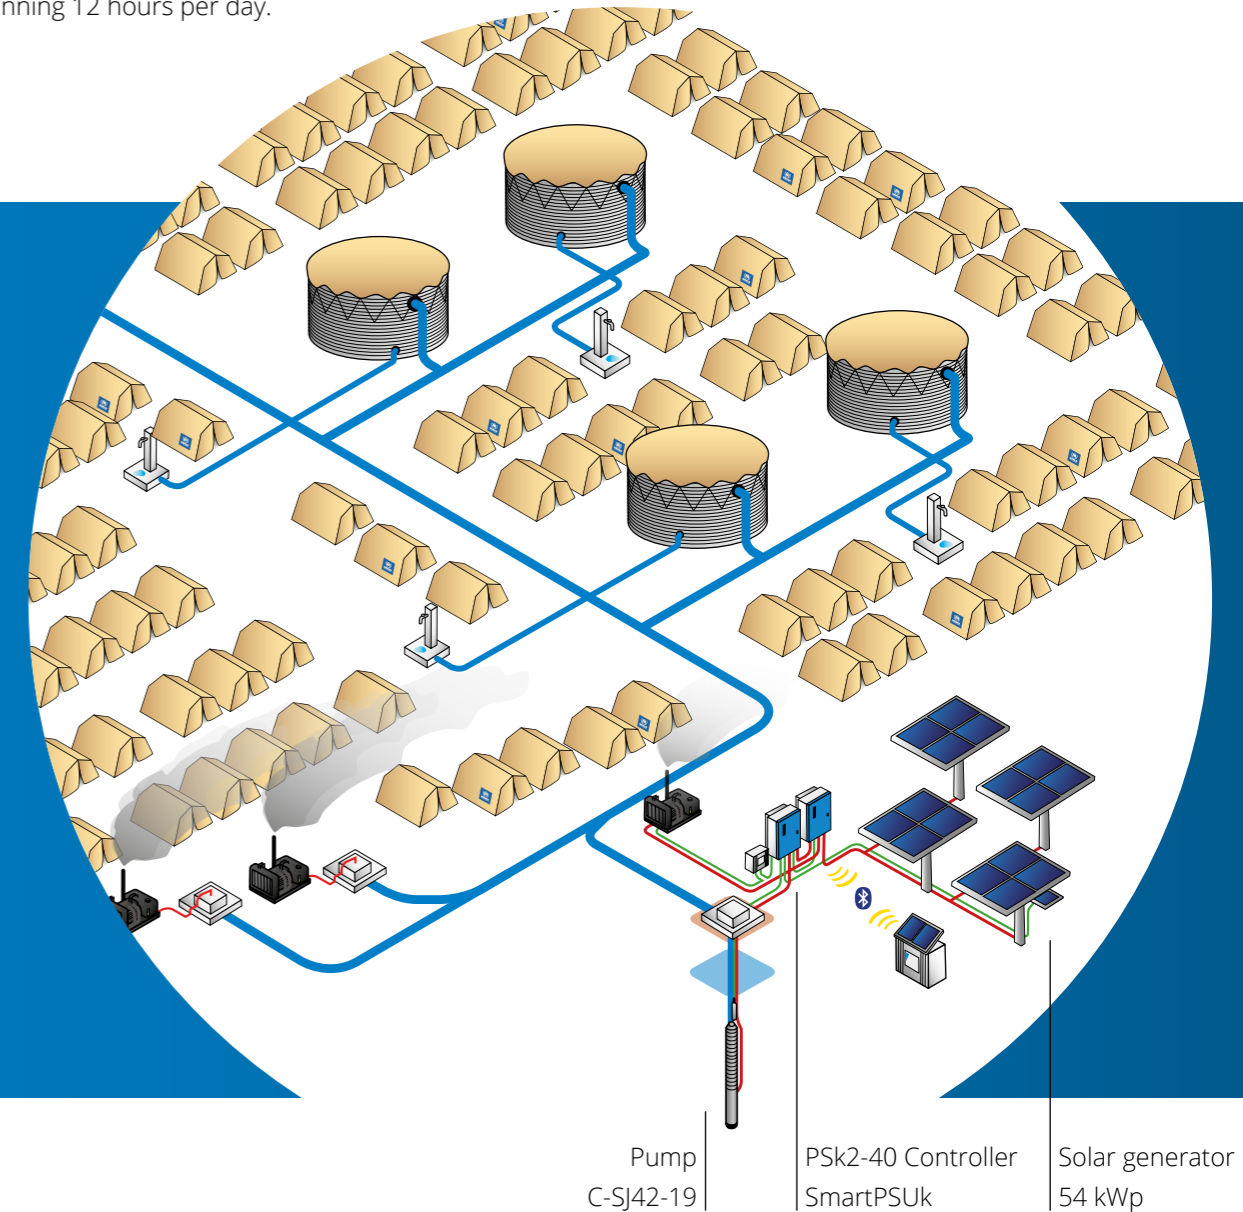 nning 12 hours per day.
Pump
C-SJ42-19
PSk2-40 Controller
SmartPSUk
Solar generator
54 kWp